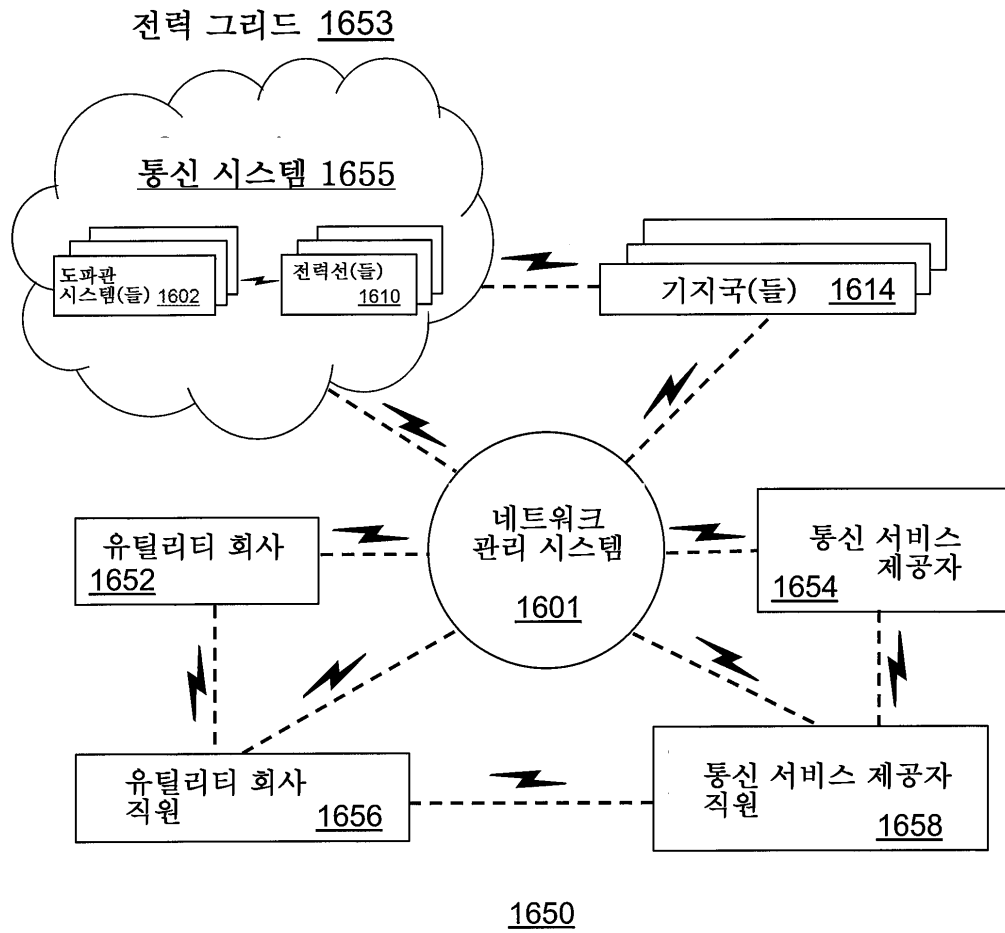 전력 그리드 1653
통신 시스템 1655
도파관
시스템(들) 1602
전력선(들)
1610
기지국(들) 1614
네트워크
관리 시스템
1601
유틸리티 회사
1652
통신 서비스
제공자
1654
유틸리티 회사
직원
1656
통신 서비스 제공자
직원
1658
1650